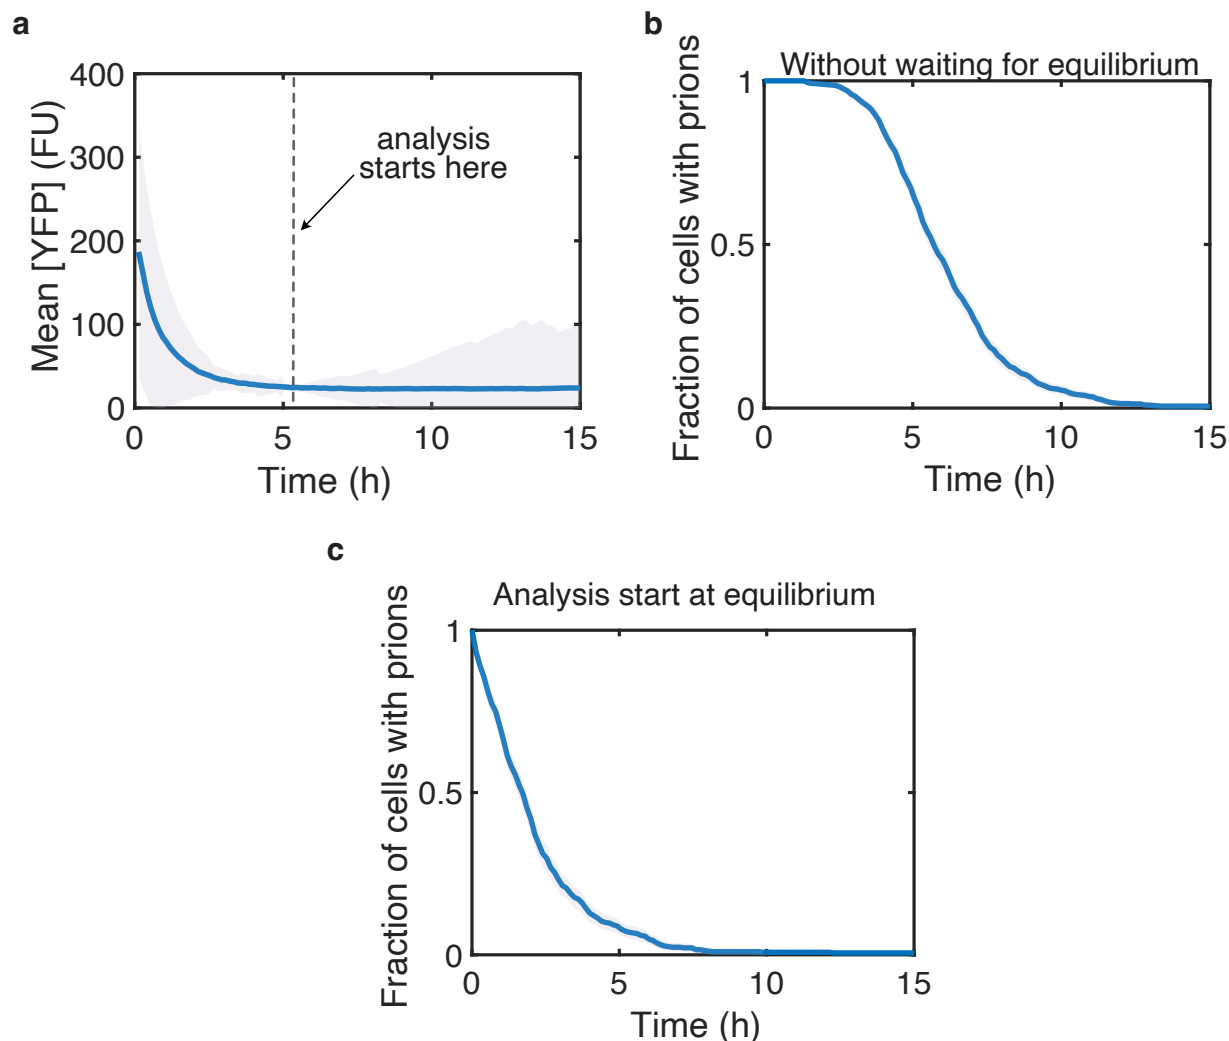 a
400
300
200
100
0
Mean [YFP] (FU)
analysis
starts here
0
5
10
15
Time (h)
b
Without waiting for equilibrium
1
0.5
0
Fraction of cells with prions
0
5
10
15
Time (h)
c
Analysis start at equilibrium
1
0.5
0
Fraction of cells with prions
0
5
10
15
Time (h)